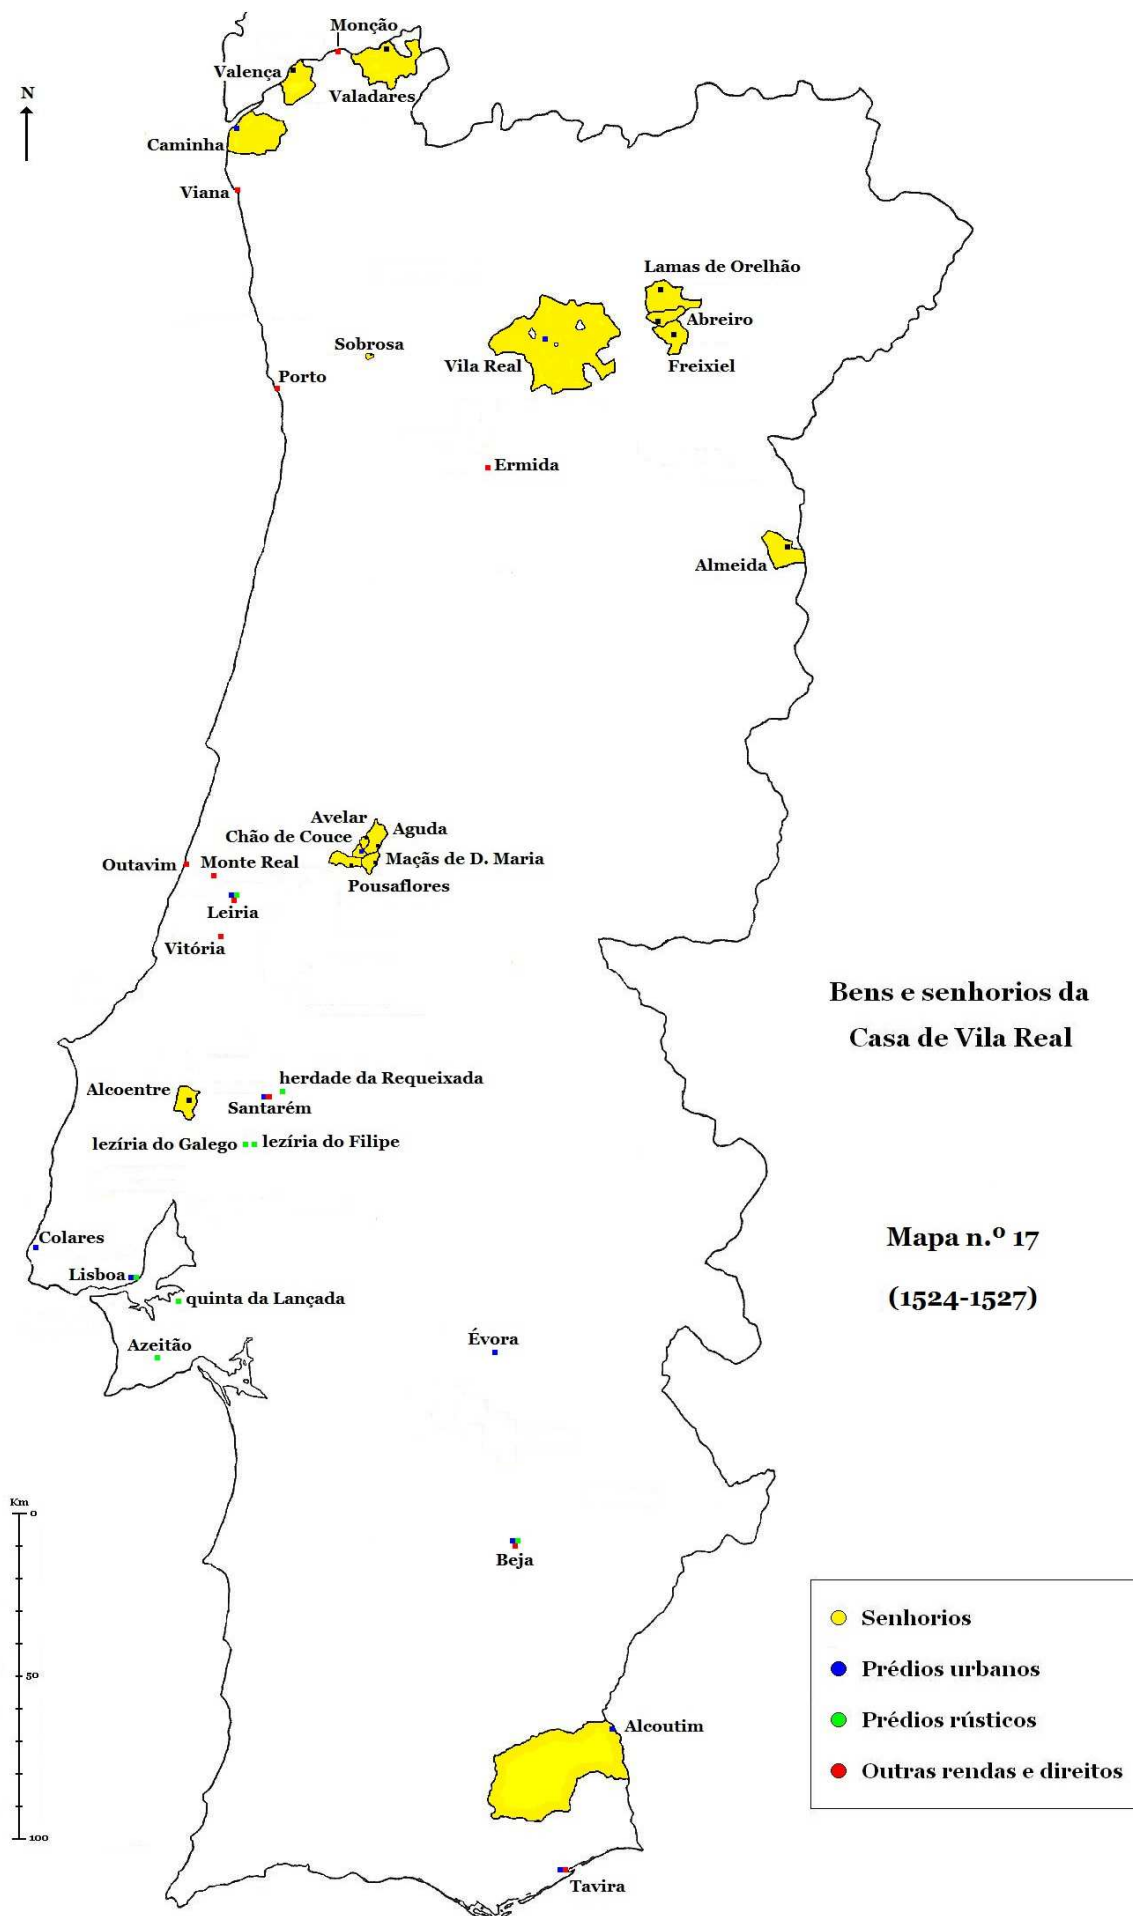 Monção
Valença
Valadares
N
Caminha
Viana
Lamas de Orelhão
Abreiro
Sobrosa
Vila Real
Freixiel
Porto
Ermida
Almeida
Avelar
Aguda
Chão de Couce
Outavim
Monte Real
Maçãs de D. Maria
Pousaflores
Leiria
Vitória
Bens e senhorios da
Casa de Vila Real
herdade da Requeixada
Alcoentre
Santarém
lezíria do Galego
lezíria do Filipe
Colares
Mapa n.º 17
Lisboa
quinta da Lançada
(1524-1527)
Azeitão
Évora
Km
0
Beja
50
100
Alcoutim
Tavira
Senhorios
Prédios urbanos
Prédios rústicos
Outras rendas e direitos